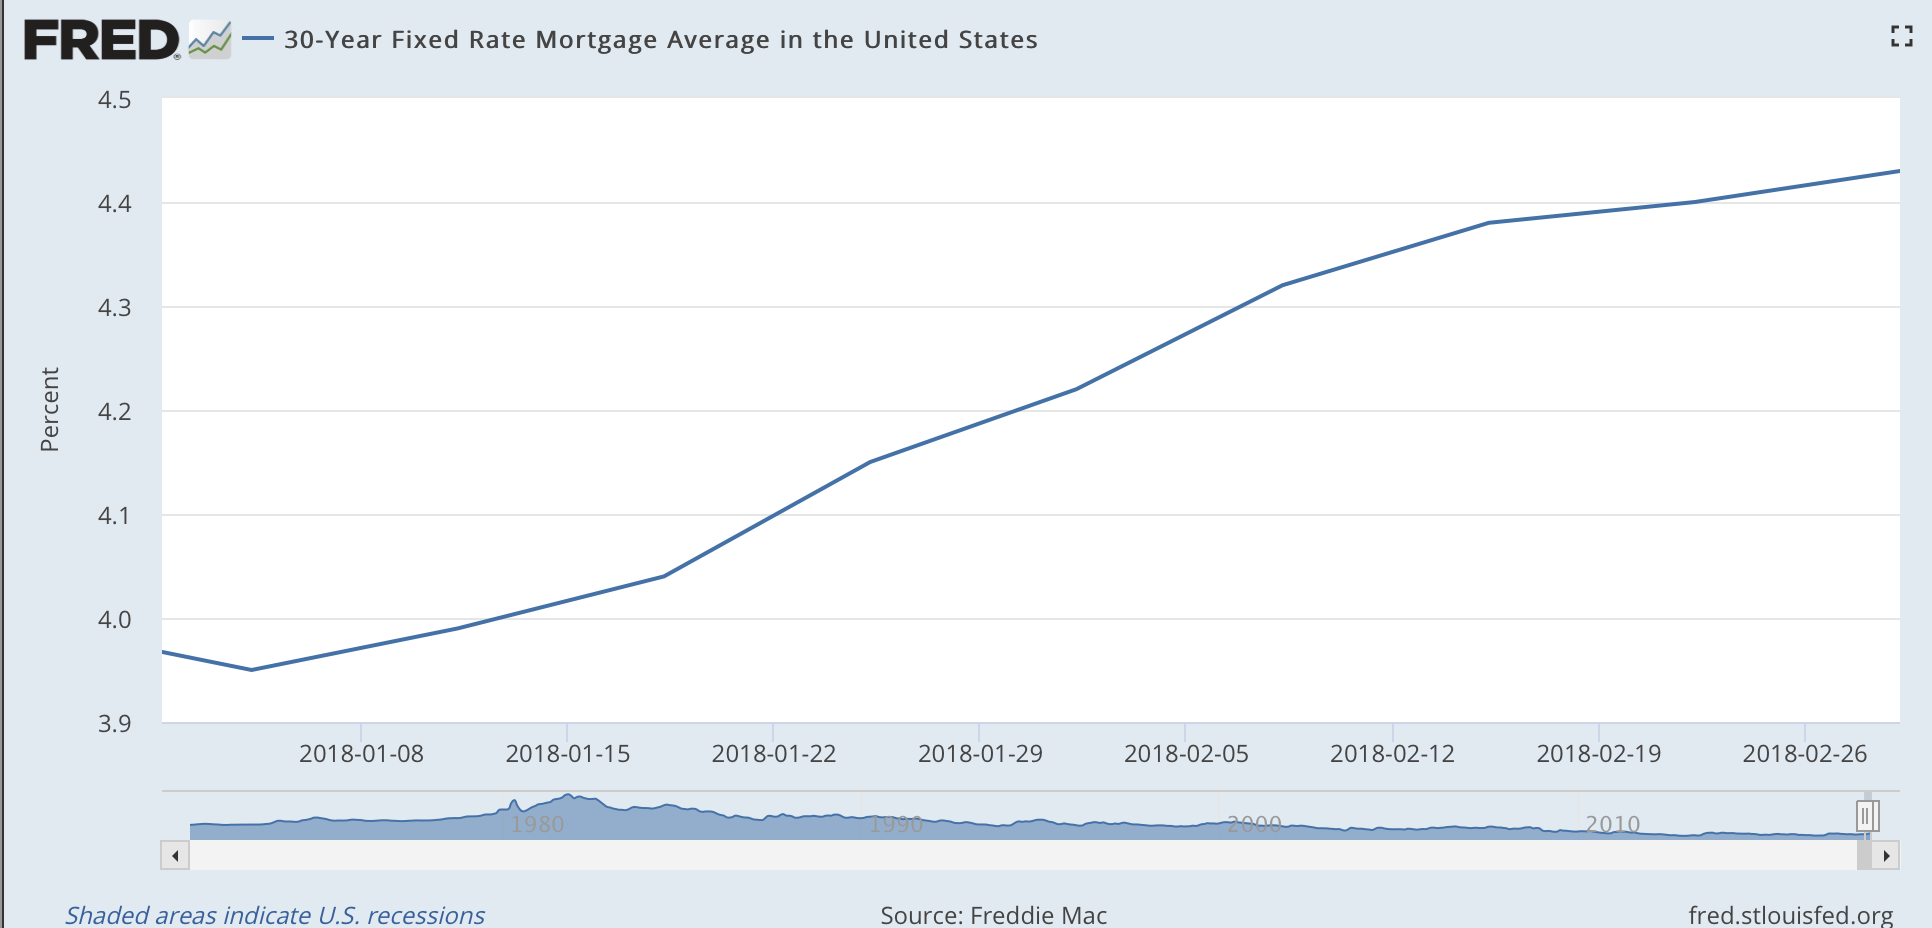 FRED® 30-Year Fixed Rate Mortgage Average in the United States
4.5
4.4
4.3
4.2
4.1
4.0
3.9
Percent
2018-01-08 2018-01-15 2018-01-22 2018-01-29 2018-02-05 2018-02-12 2018-02-19 2018-02-26
1980 1990 2000 2010
Shaded areas indicate U.S. recessions Source: Freddie Mac fred.stlouisfed.org